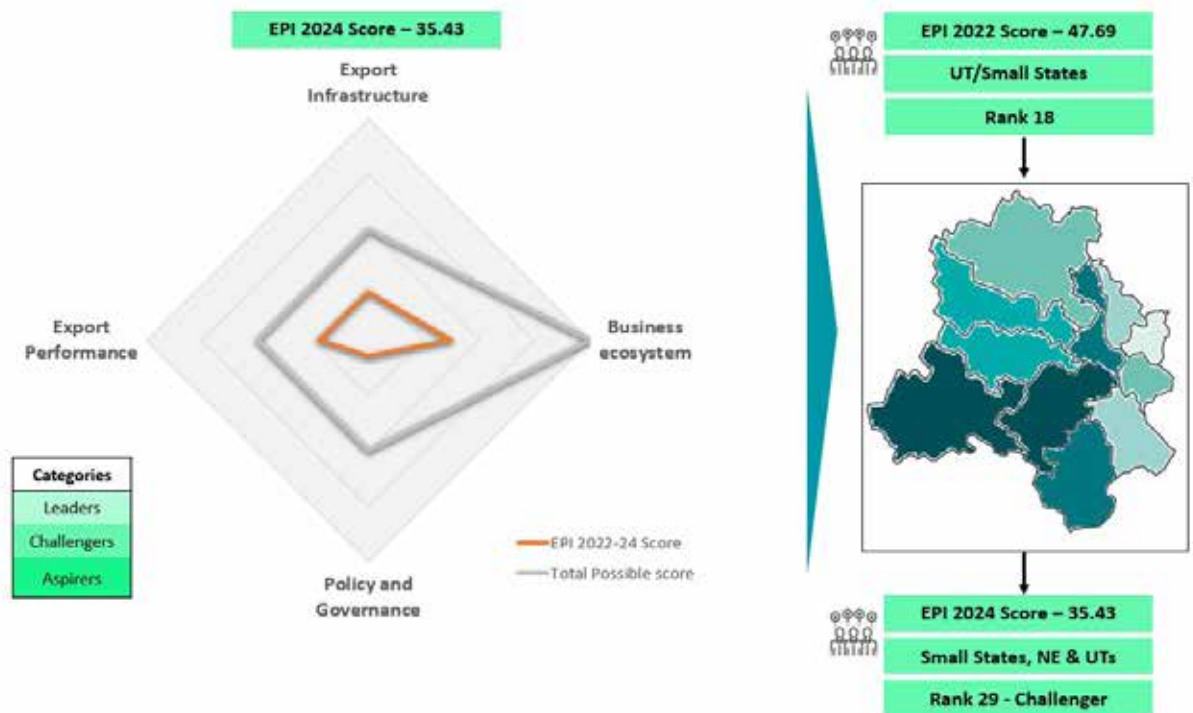 EPI 2024 Score – 35.43
Export
Infrastructure
Export
Performance
Business
ecosystem
Policy and
Governance
EPI 2022-24 Score
Total Possible score
Categories
Leaders
Challengers
Aspirers
EPI 2022 Score – 47.69
UT/Small States
Rank 18
EPI 2024 Score – 35.43
Small States, NE & UTs
Rank 29 - Challenger